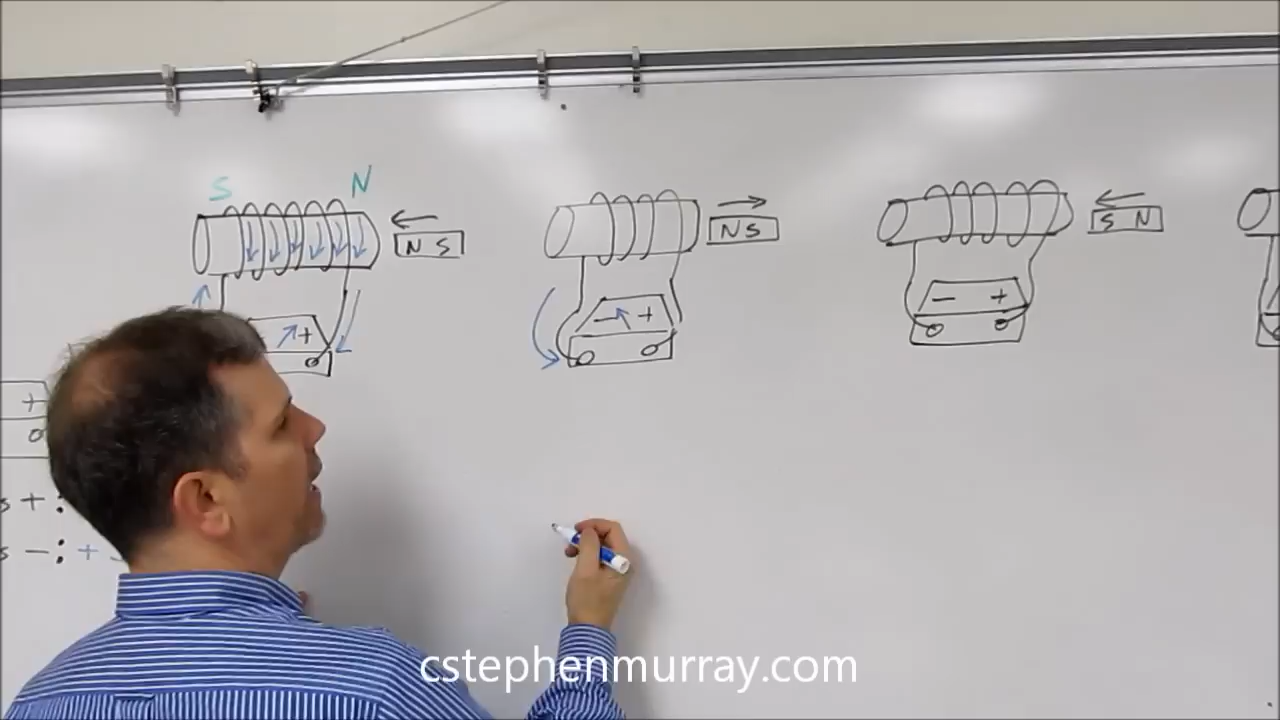 S N
N S
N S
S N
+
- +
- +
+
s + :
s - : +
cstephenmurray.com